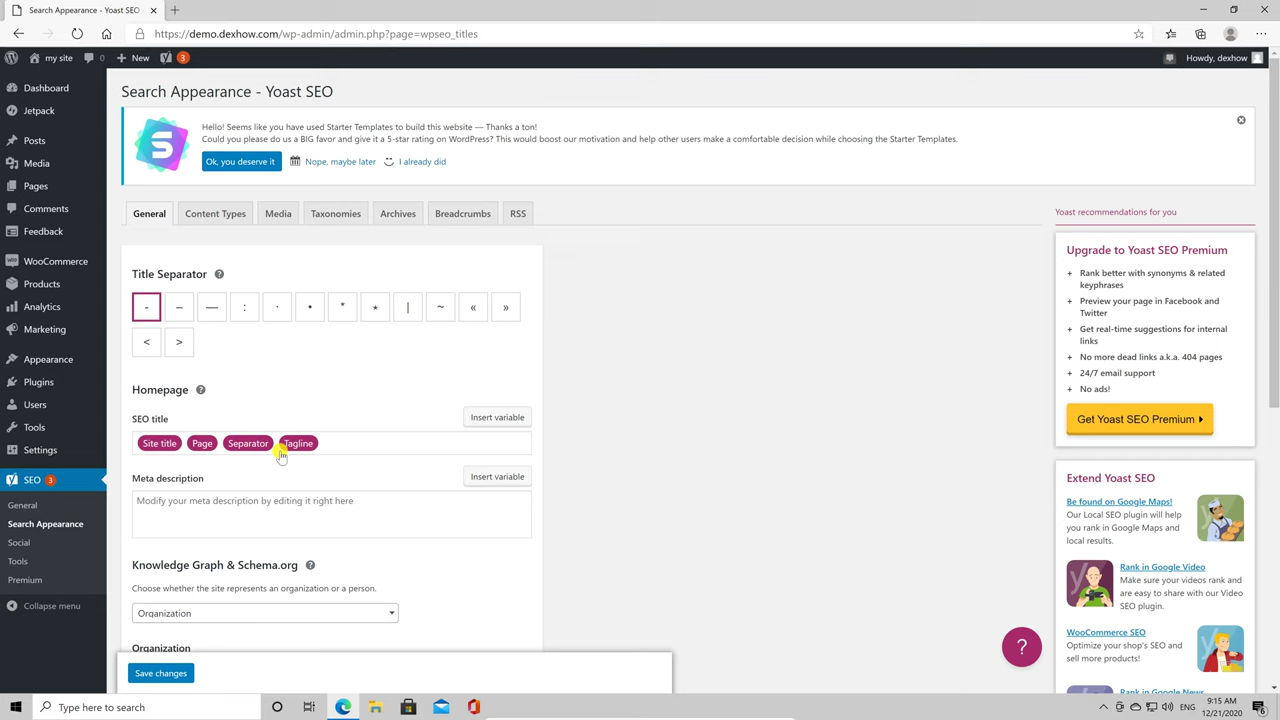 Search Appearance - Yoast SEO
https://demo.dexhow.com/wp-admin/admin.php?page=wpseo_titles
my site 0 New 3 Howdy, dexhow
Dashboard
Jetpack
Posts
Media
Pages
Comments
Feedback
WooCommerce
Products
Analytics
Marketing
Appearance
Plugins
Users
Tools
Settings
SEO 3
General
Search Appearance
Social
Tools
Premium
Collapse menu
Search Appearance - Yoast SEO
Hello! Seems like you have used Starter Templates to build this website — Thanks a ton!
Could you please do us a BIG favor and give it a 5-star rating on WordPress? This would boost our motivation and help other users make a comfortable decision while choosing the Starter Templates.
Ok, you deserve it Nope, maybe later I already did
General Content Types Media Taxonomies Archives Breadcrumbs RSS
Title Separator ?
- – — : · • * ⋆ | ~ « »
< >
Homepage ?
SEO title Insert variable
Site title Page Separator Tagline
Meta description Insert variable
Modify your meta description by editing it right here
Knowledge Graph & Schema.org ?
Choose whether the site represents an organization or a person.
Organization
Organization
Save changes
Yoast recommendations for you
Upgrade to Yoast SEO Premium
+ Rank better with synonyms & related
keyphrases
+ Preview your page in Facebook and
Twitter
+ Get real-time suggestions for internal
links
+ No more dead links a.k.a. 404 pages
+ 24/7 email support
+ No ads!
Get Yoast SEO Premium
Extend Yoast SEO
Be found on Google Maps!
Our Local SEO plugin will help
you rank in Google Maps and
local results.
Rank in Google Video
Make your videos rank and
are easy to share with our Video
SEO plugin.
WooCommerce SEO
Optimize your shop's SEO and
sell more products!
Rank in Google News
?
Type here to search
ENG
9:15 AM
12/21/2020
6